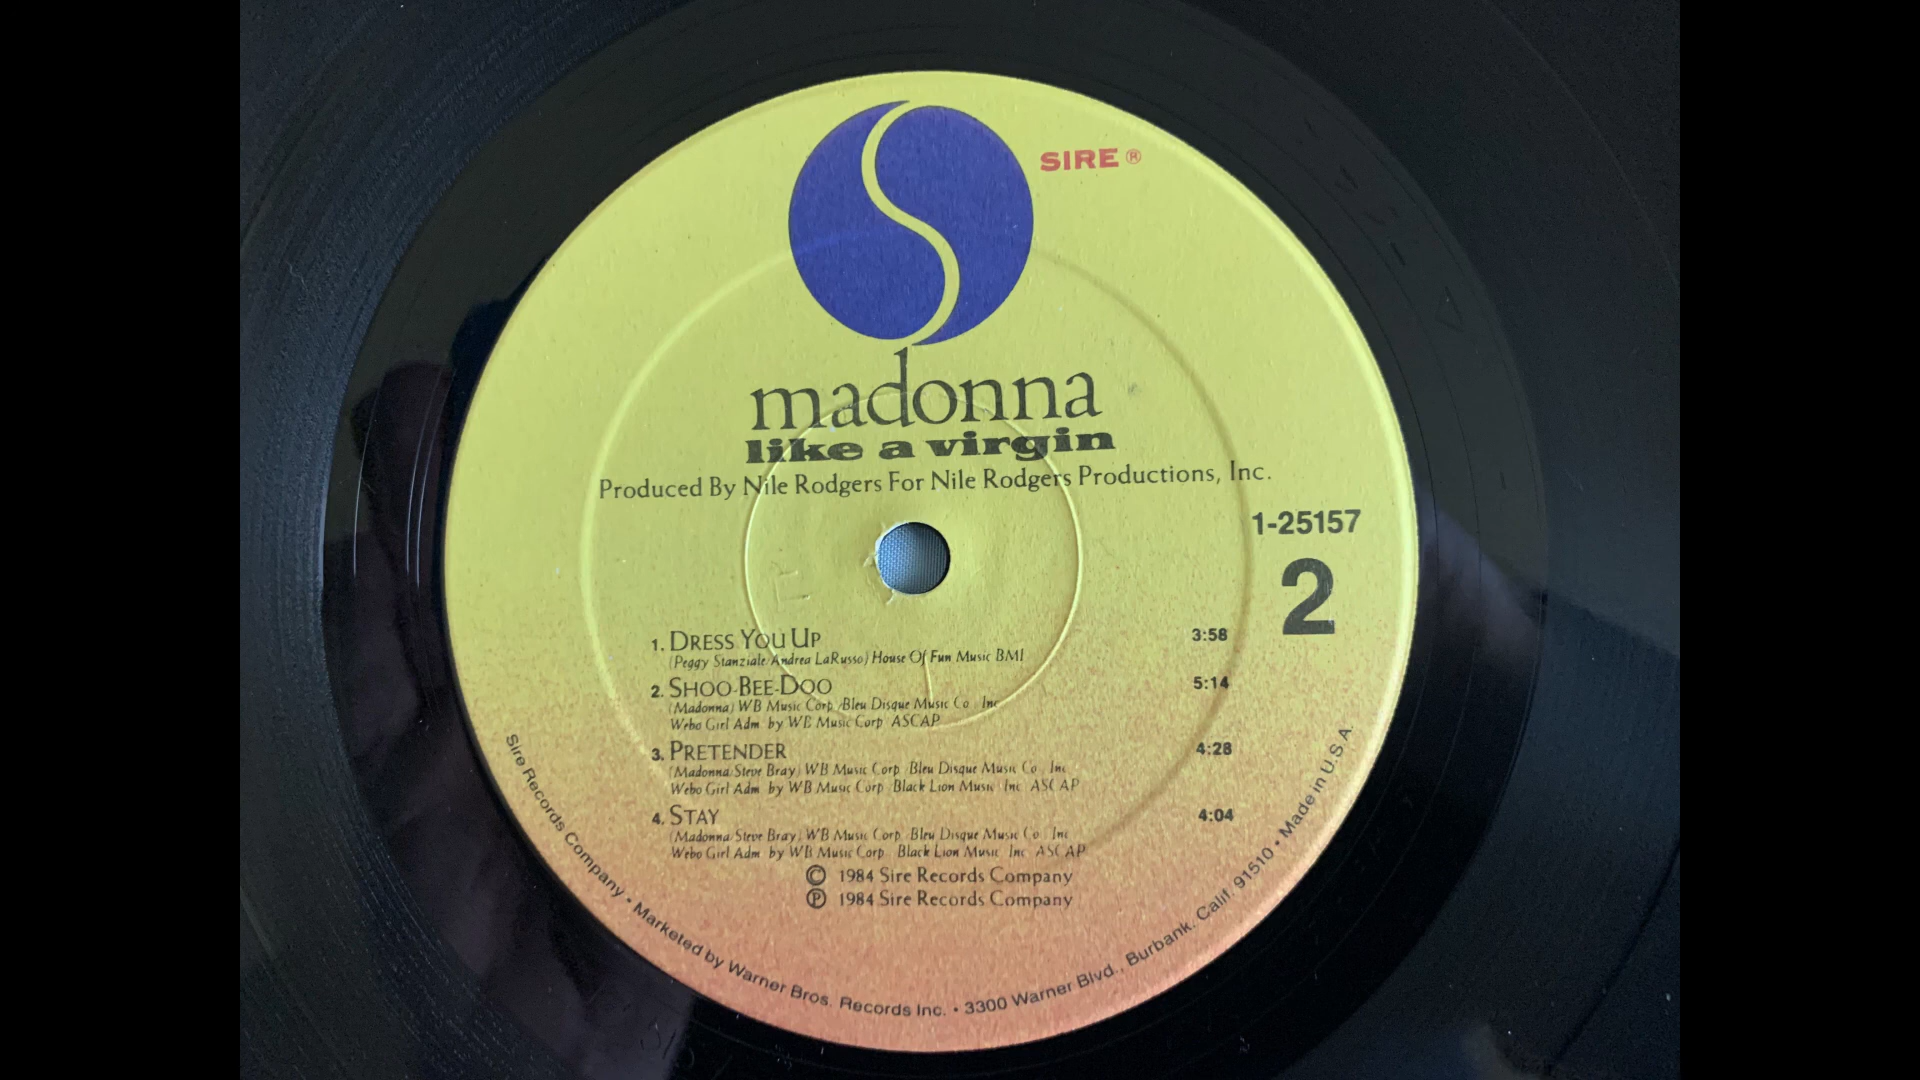 SIRE ®
madonna
like a virgin
Produced By Nile Rodgers For Nile Rodgers Productions, Inc.
1-25157
2
1. DRESS YOU UP 3:58
(Peggy Stanziale/Andrea LaRusso) House Of Fun Music BMI
2. SHOO-BEE-DOO 5:14
(Madonna) WB Music Corp./Bleu Disque Music Co., Inc.
Webo Girl Adm. by WB Music Corp. ASCAP
3. PRETENDER 4:28
(Madonna/Steve Bray) WB Music Corp./Bleu Disque Music Co., Inc.
Webo Girl Adm. by WB Music Corp./Black Lion Music, Inc. ASCAP
4. STAY 4:04
(Madonna/Steve Bray) WB Music Corp./Bleu Disque Music Co., Inc.
Webo Girl Adm. by WB Music Corp./Black Lion Music, Inc. ASCAP
© 1984 Sire Records Company
℗ 1984 Sire Records Company
Sire Records Company • Marketed by Warner Bros. Records Inc. • 3300 Warner Blvd., Burbank, Calif. 91510 • Made in U.S.A.